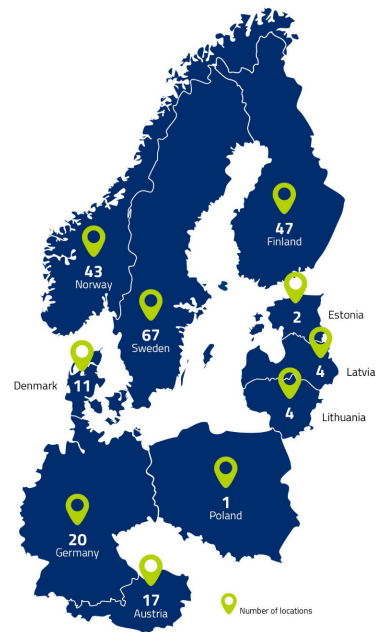 47
Finland
43
Norway
67
Sweden
2
Estonia
4
Latvia
Denmark
11
4
Lithuania
1
Poland
20
Germany
17
Austria
Number of locations